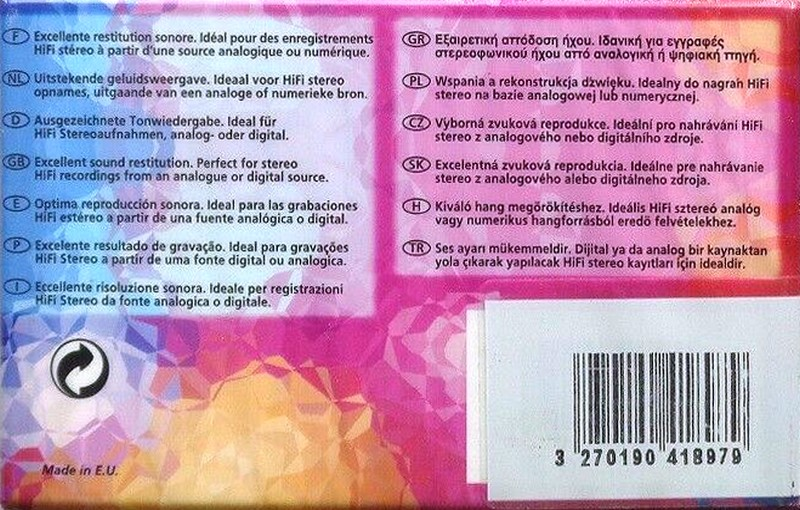 F Excellente restitution sonore. Idéal pour des enregistrements
HiFi stéreo à partir d'une source analogique ou numérique.
NL Uitstekende geluidsweergave. Ideaal voor HiFi stereo
opnames, uitgaande van een analoge of numerieke bron.
D Ausgezeichnete Tonwiedergabe. Ideal für
HiFi Stereoaufnahmen, analog- oder digital.
GB Excellent sound restitution. Perfect for stereo
HiFi recordings from an analogue or digital source.
E Optima reproducción sonora. Ideal para las grabaciones
HiFi estéreo a partir de una fuente analógica o digital.
P Excelente resultado de gravação. Ideal para gravações
HiFi Stereo a partir de uma fonte digital ou analogica.
I Eccellente risoluzione sonora. Ideale per registrazioni
HiFi Stereo da fonte analogica o digitale.
GR Εξαιρετική απόδοση ήχου. Ιδανική για εγγραφές
στερεοφωνικού ήχου από αναλογική ή ψηφιακή πηγή.
PL Wspania a rekonstrukcja dźwięku. Idealny do nagrań HiFi
stereo na bazie analogowej lub numerycznej.
CZ Výborná zvuková reprodukce. Ideální pro nahrávání HiFi
stereo z analogového nebo digitálního zdroje.
SK Excelentná zvuková reprodukcia. Ideálne pre nahrávanie
stereo z analogového alebo digitálneho zdroja.
H Kiváló hang megörökítéshez. Ideális HiFi sztereó analóg
vagy numerikus hangforrásból eredő felvételekhez.
TR Ses ayarı mükemmeldir. Dijital ya da analog bir kaynaktan
yola çıkarak yapılacak HiFi stereo kayıtları için idealdir.
Made in E.U.
3 270190 418979